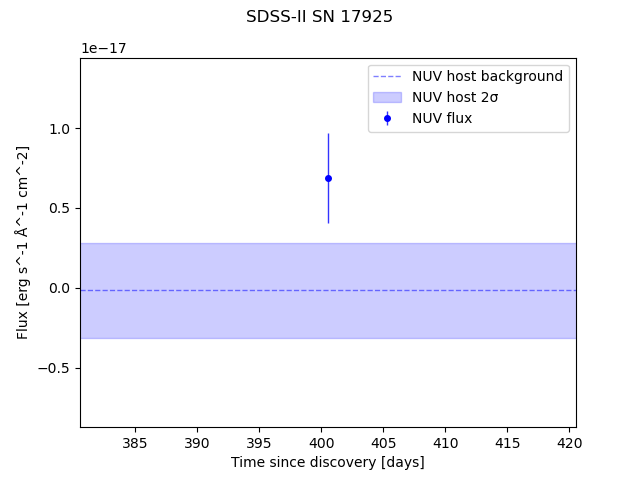 SDSS-II SN 17925
1e−17
NUV host background
NUV host 2σ
NUV flux
1.0
0.5
0.0
−0.5
Flux [erg s^-1 Å^-1 cm^-2]
385 390 395 400 405 410 415 420
Time since discovery [days]